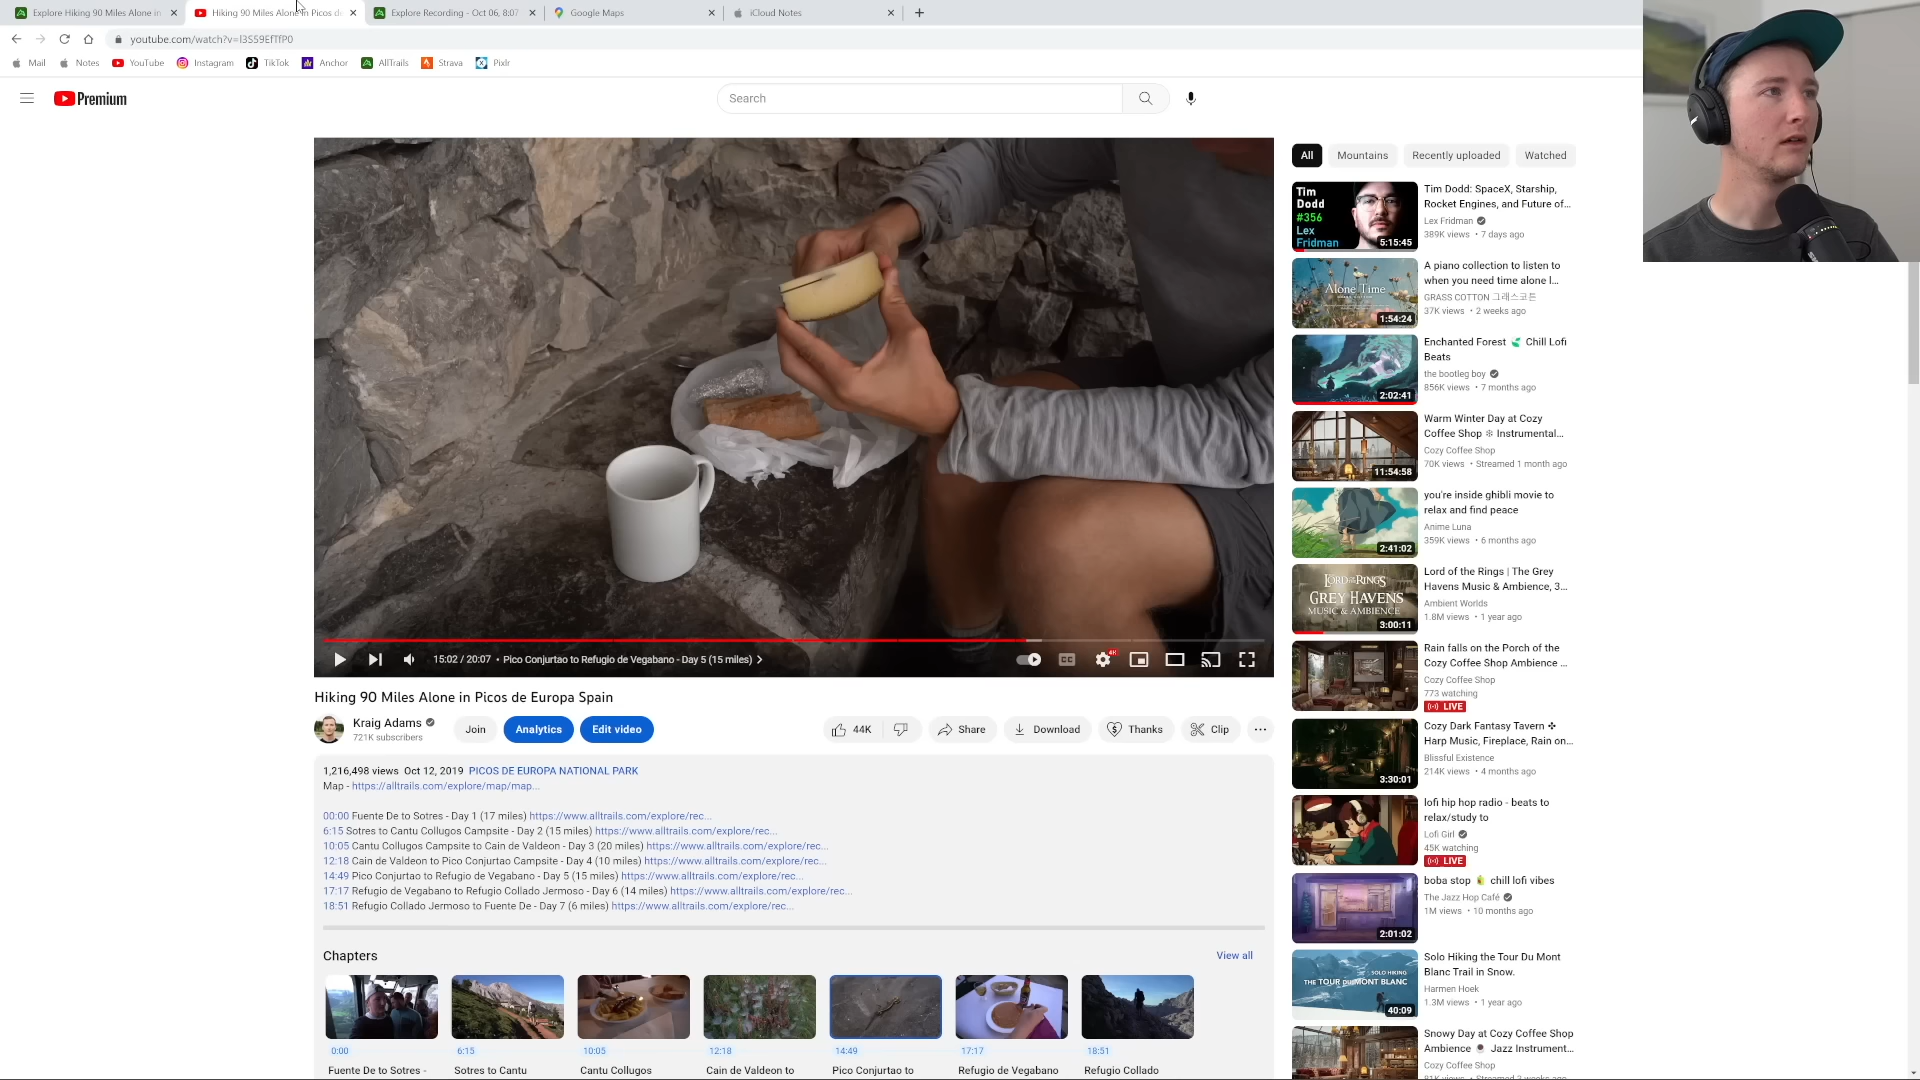 Explore Hiking 90 Miles Alone in
Hiking 90 Miles Alone in Picos de
Explore Recording - Oct 06, 8:07
Google Maps
iCloud Notes
youtube.com/watch?v=l3S59EfTfP0
Mail
Notes
YouTube
Instagram
TikTok
Anchor
AllTrails
Strava
Pixlr
Premium
Search
All
Mountains
Recently uploaded
Watched
Tim
Dodd
#356
Lex
Fridman
5:15:45
Tim Dodd: SpaceX, Starship,
Rocket Engines, and Future of...
Lex Fridman
389K views • 7 days ago
Alone Time
1:54:24
A piano collection to listen to
when you need time alone l...
GRASS COTTON 그래스코튼
37K views • 2 weeks ago
2:02:41
Enchanted Forest Chill Lofi
Beats
the bootleg boy
856K views • 7 months ago
11:54:58
Warm Winter Day at Cozy
Coffee Shop ❄ Instrumental...
Cozy Coffee Shop
70K views • Streamed 1 month ago
2:41:02
you're inside ghibli movie to
relax and find peace
Anime Luna
359K views • 6 months ago
LORD OF THE RINGS
GREY HAVENS
MUSIC & AMBIENCE
3:00:11
Lord of the Rings | The Grey
Havens Music & Ambience, 3...
Ambient Worlds
1.8M views • 1 year ago
Rain falls on the Porch of the
Cozy Coffee Shop Ambience ...
Cozy Coffee Shop
773 watching
LIVE
3:30:01
Cozy Dark Fantasy Tavern ✣
Harp Music, Fireplace, Rain on...
Blissful Existence
214K views • 4 months ago
lofi hip hop radio - beats to
relax/study to
Lofi Girl
45K watching
LIVE
2:01:02
boba stop chill lofi vibes
The Jazz Hop Café
1M views • 10 months ago
SOLO HIKING
THE TOUR DU MONT BLANC
40:09
Solo Hiking the Tour Du Mont
Blanc Trail in Snow.
Harmen Hoek
1.3M views • 1 year ago
Snowy Day at Cozy Coffee Shop
Ambience Jazz Instrument...
Cozy Coffee Shop
15:02 / 20:07 • Pico Conjurtao to Refugio de Vegabano - Day 5 (15 miles)
CC
4K
Hiking 90 Miles Alone in Picos de Europa Spain
Kraig Adams
721K subscribers
Join
Analytics
Edit video
44K
Share
Download
Thanks
Clip
1,216,498 views Oct 12, 2019 PICOS DE EUROPA NATIONAL PARK
Map - https://alltrails.com/explore/map/map...
00:00 Fuente De to Sotres - Day 1 (17 miles) https://www.alltrails.com/explore/rec...
6:15 Sotres to Cantu Collugos Campsite - Day 2 (15 miles) https://www.alltrails.com/explore/rec...
10:05 Cantu Collugos Campsite to Cain de Valdeon - Day 3 (20 miles) https://www.alltrails.com/explore/rec...
12:18 Cain de Valdeon to Pico Conjurtao Campsite - Day 4 (10 miles) https://www.alltrails.com/explore/rec...
14:49 Pico Conjurtao to Refugio de Vegabano - Day 5 (15 miles) https://www.alltrails.com/explore/rec...
17:17 Refugio de Vegabano to Refugio Collado Jermoso - Day 6 (14 miles) https://www.alltrails.com/explore/rec...
18:51 Refugio Collado Jermoso to Fuente De - Day 7 (6 miles) https://www.alltrails.com/explore/rec...
Chapters
View all
0:00
6:15
10:05
12:18
14:49
17:17
18:51
Fuente De to Sotres -
Sotres to Cantu
Cantu Collugos
Cain de Valdeon to
Pico Conjurtao to
Refugio de Vegabano
Refugio Collado